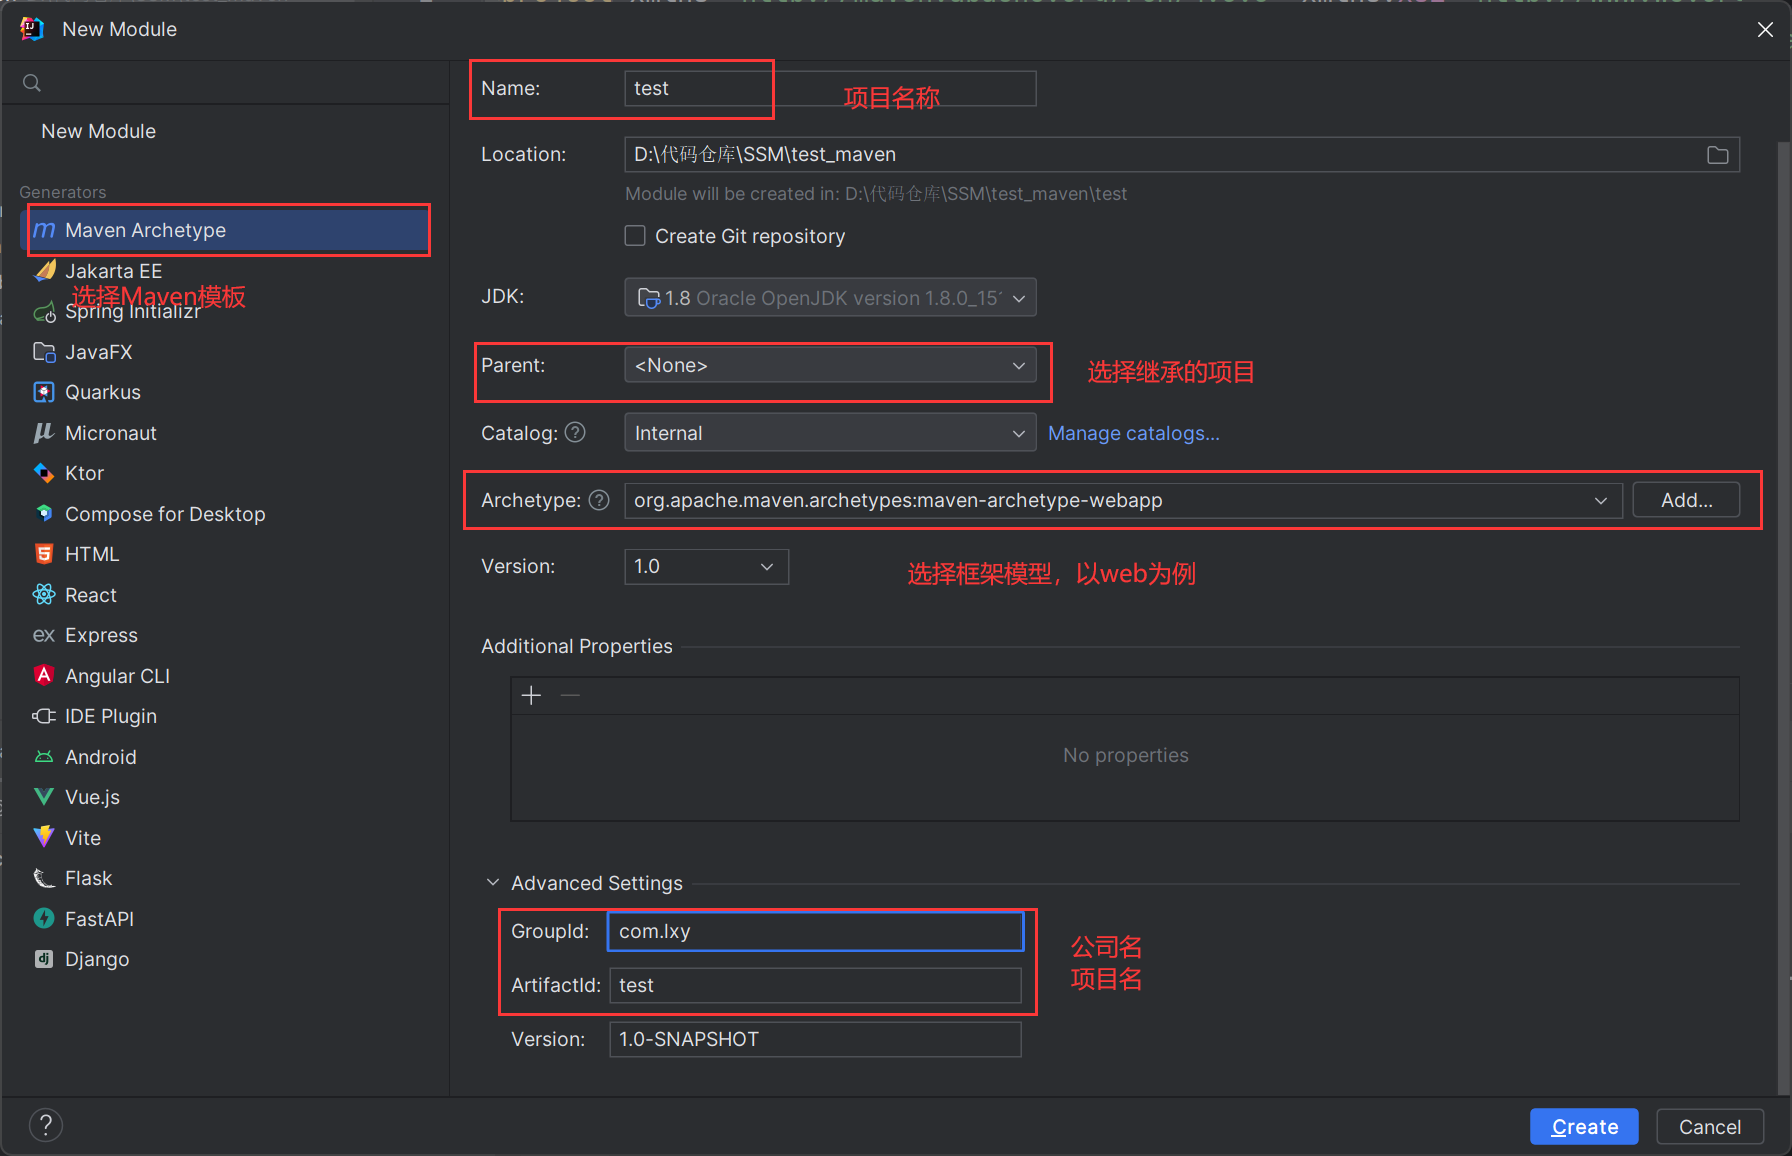 New Module
New Module
Generators
Maven Archetype
Jakarta EE
选择Maven模板
Spring Initializr
JavaFX
Quarkus
Micronaut
Ktor
Compose for Desktop
HTML
React
Express
Angular CLI
IDE Plugin
Android
Vue.js
Vite
Flask
FastAPI
Django
Name: test 项目名称
Location: D:\代码仓库\SSM\test_maven
Module will be created in: D:\代码仓库\SSM\test_maven\test
Create Git repository
JDK: 1.8 Oracle OpenJDK version 1.8.0_15
Parent: <None> 选择继承的项目
Catalog: Internal Manage catalogs...
Archetype: org.apache.maven.archetypes:maven-archetype-webapp Add...
Version: 1.0 选择框架模型，以web为例
Additional Properties
No properties
Advanced Settings
GroupId: com.lxy 公司名
ArtifactId: test 项目名
Version: 1.0-SNAPSHOT
Create Cancel